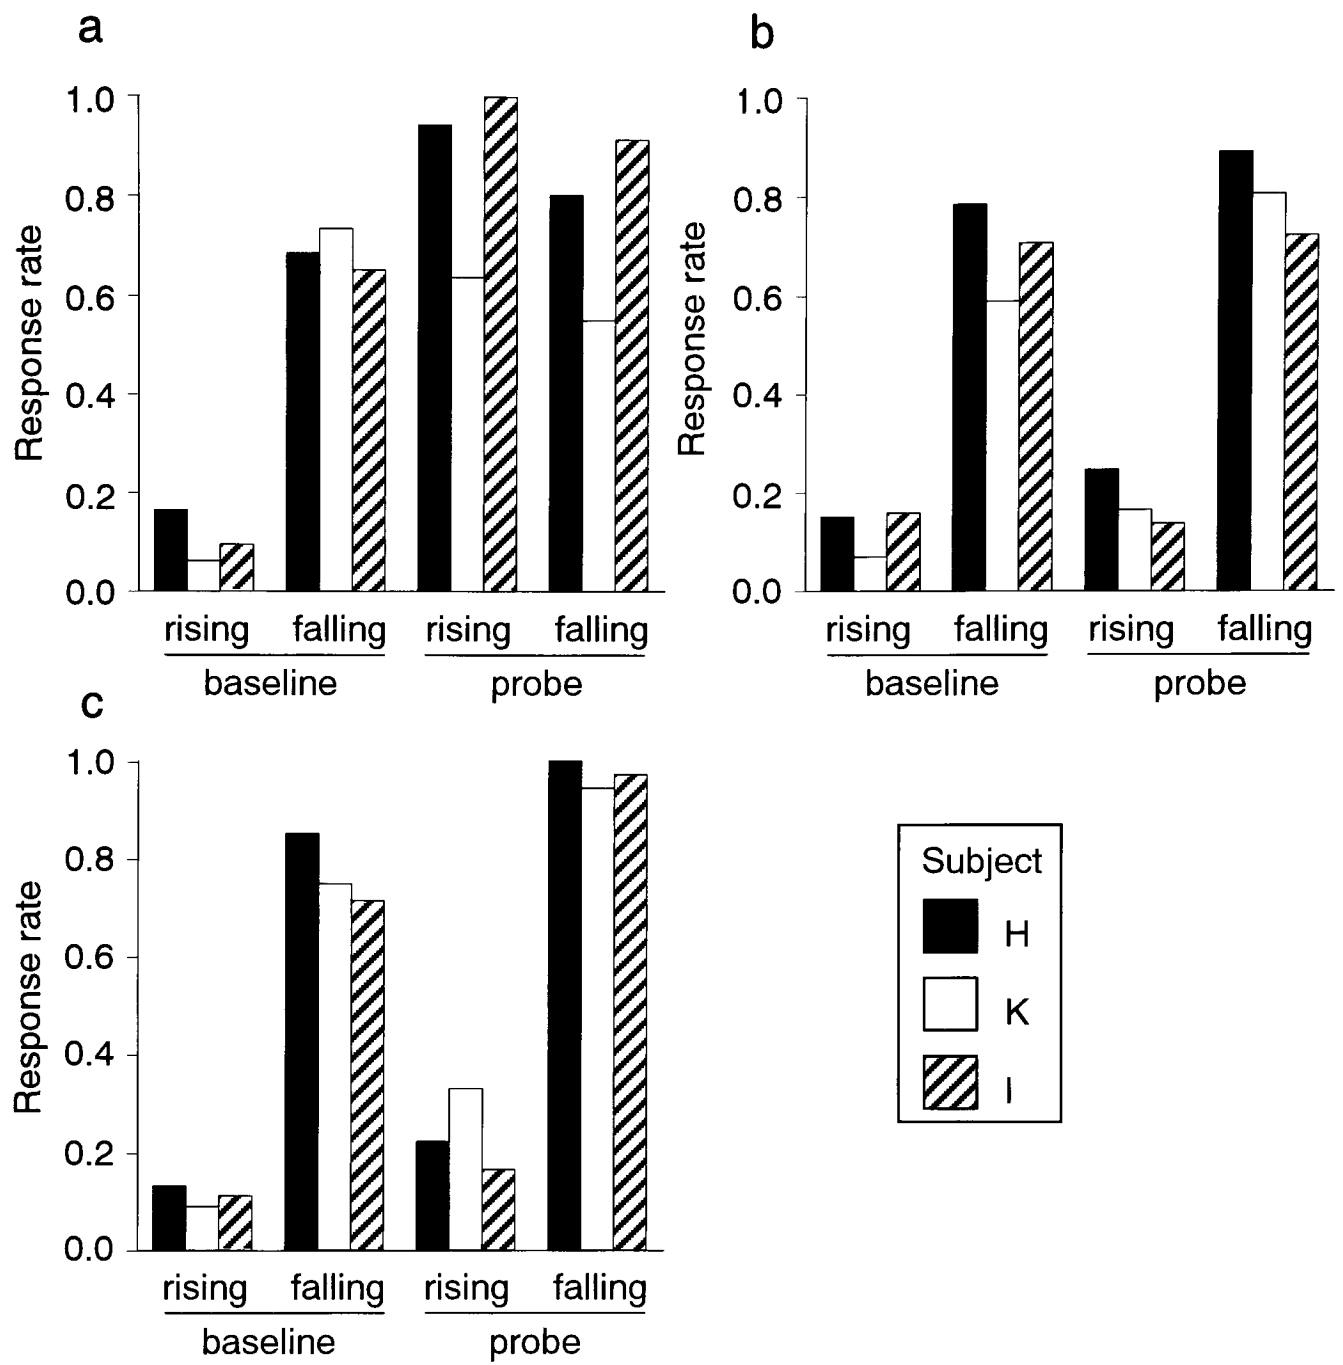 a
Response rate
1.0
0.8
0.6
0.4
0.2
0.0
rising falling rising falling
baseline probe
b
Response rate
1.0
0.8
0.6
0.4
0.2
0.0
rising falling rising falling
baseline probe
c
Response rate
1.0
0.8
0.6
0.4
0.2
0.0
rising falling rising falling
baseline probe
Subject
H
K
I